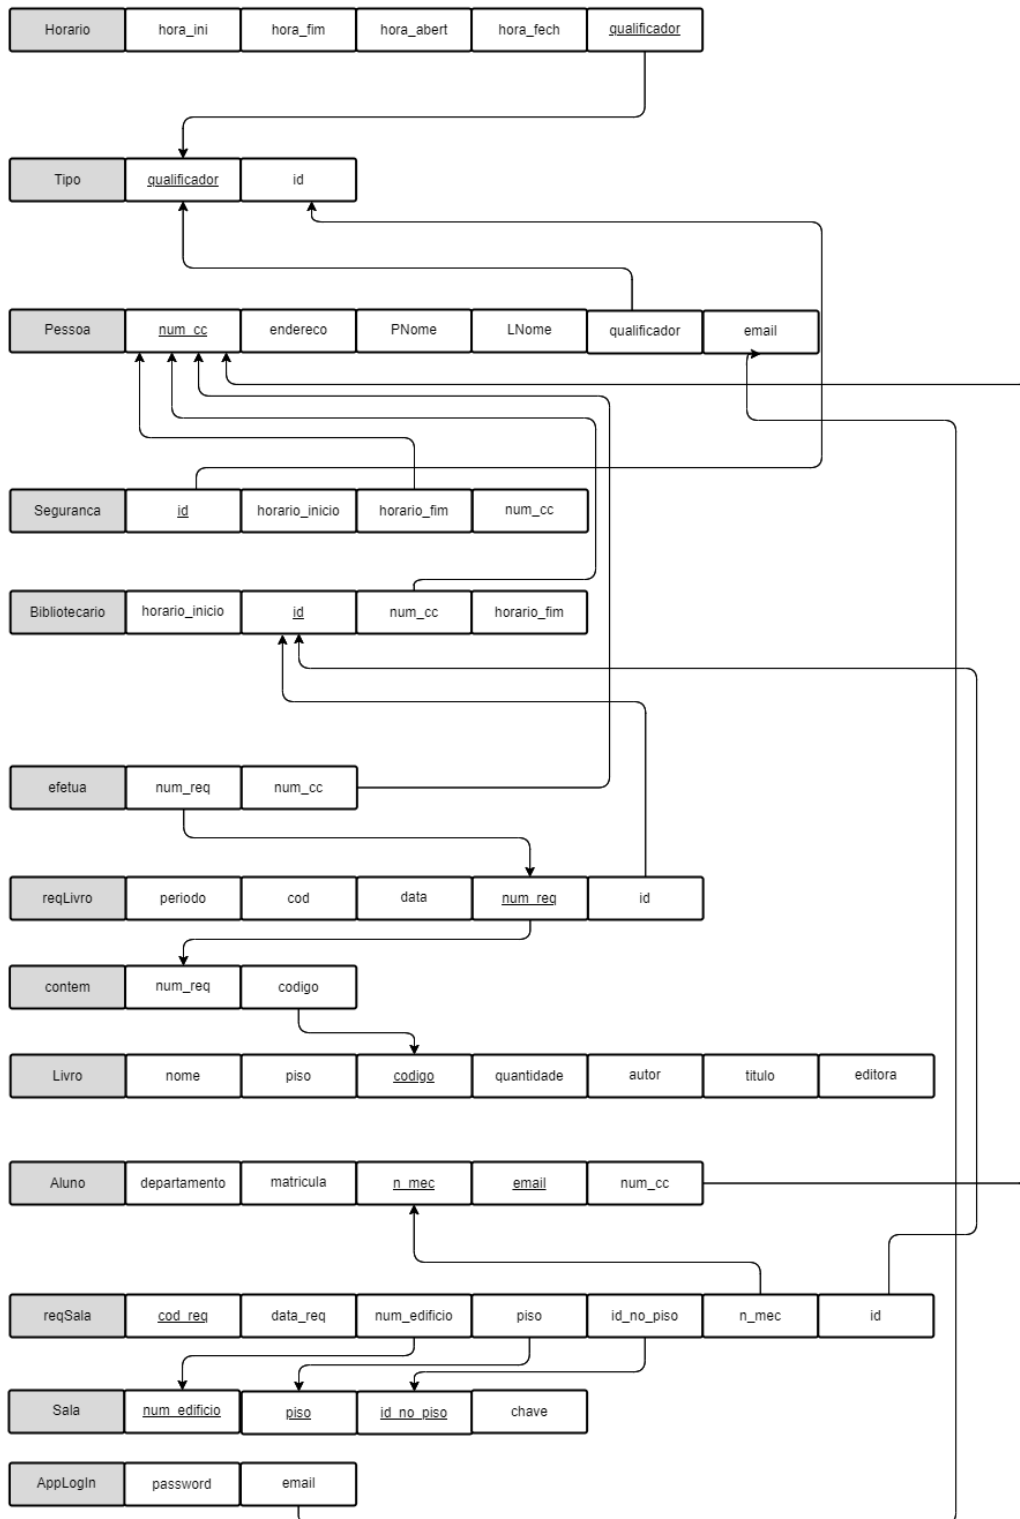 Horario hora_ini hora_fim hora_abert hora_fech qualificador
Tipo qualificador id
Pessoa num_cc endereco PNome LNome qualificador email
Seguranca id horario_inicio horario_fim num_cc
Bibliotecario horario_inicio id num_cc horario_fim
efetua num_req num_cc
reqLivro periodo cod data num_req id
contem num_req codigo
Livro nome piso codigo quantidade autor titulo editora
Aluno departamento matricula n_mec email num_cc
reqSala cod_req data_req num_edificio piso id_no_piso n_mec id
Sala num_edificio piso id_no_piso chave
AppLogIn password email